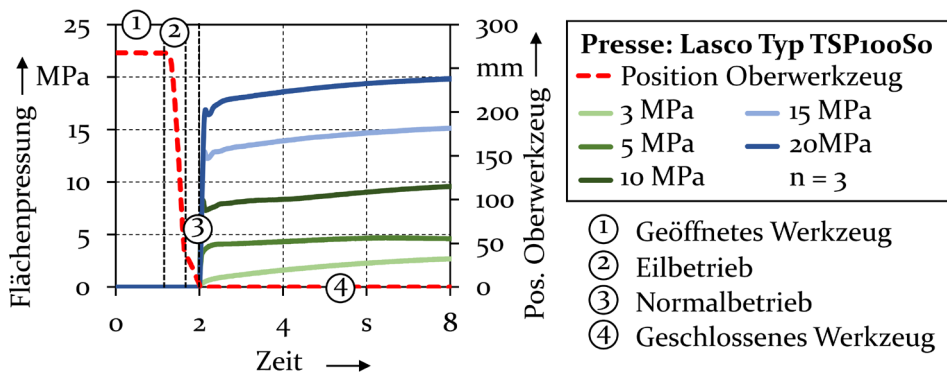 ① ②
25
MPa
15
10
5
0
Flächenpressung
③
④
0 2 4 6 8
Zeit
300
mm
200
150
100
50
0
Pos. Oberwerkzeug
Presse: Lasco Typ TSP100S0
Position Oberwerkzeug
3 MPa 15 MPa
5 MPa 20MPa
10 MPa n = 3
① Geöffnetes Werkzeug
② Eilbetrieb
③ Normalbetrieb
④ Geschlossenes Werkzeug